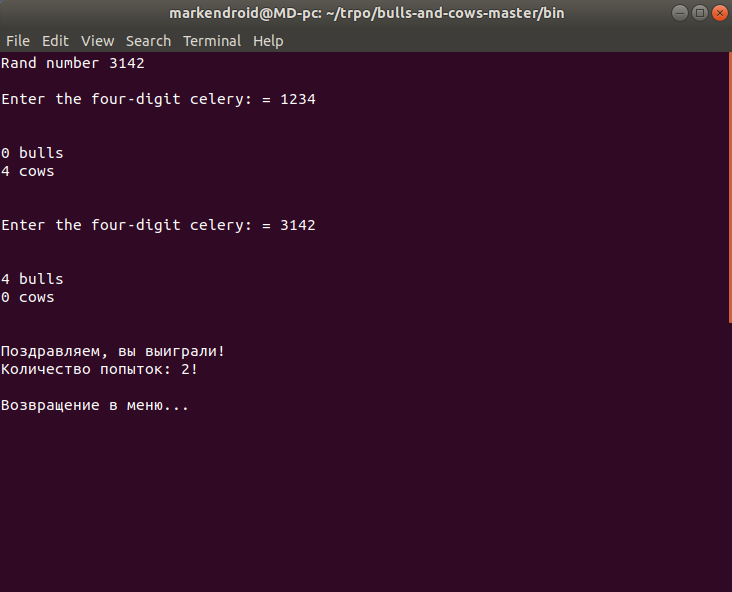 markendroid@MD-pc: ~/trpo/bulls-and-cows-master/bin
File Edit View Search Terminal Help
Rand number 3142
Enter the four-digit celery: = 1234
0 bulls
4 cows
Enter the four-digit celery: = 3142
4 bulls
0 cows
Поздравляем, вы выиграли!
Количество попыток: 2!
Возвращение в меню...